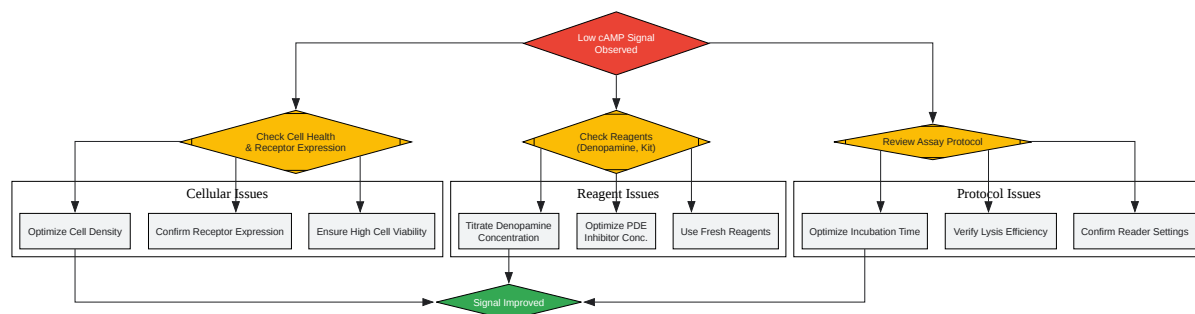 Low cAMP Signal
Observed
Check Cell Health
& Receptor Expression
Check Reagents
(Denopamine, Kit)
Review Assay Protocol
Cellular Issues
Reagent Issues
Protocol Issues
Optimize Cell Density
Confirm Receptor Expression
Ensure High Cell Viability
Titrate Denopamine
Concentration
Optimize PDE
Inhibitor Conc.
Use Fresh Reagents
Optimize Incubation Time
Verify Lysis Efficiency
Confirm Reader Settings
Signal Improved